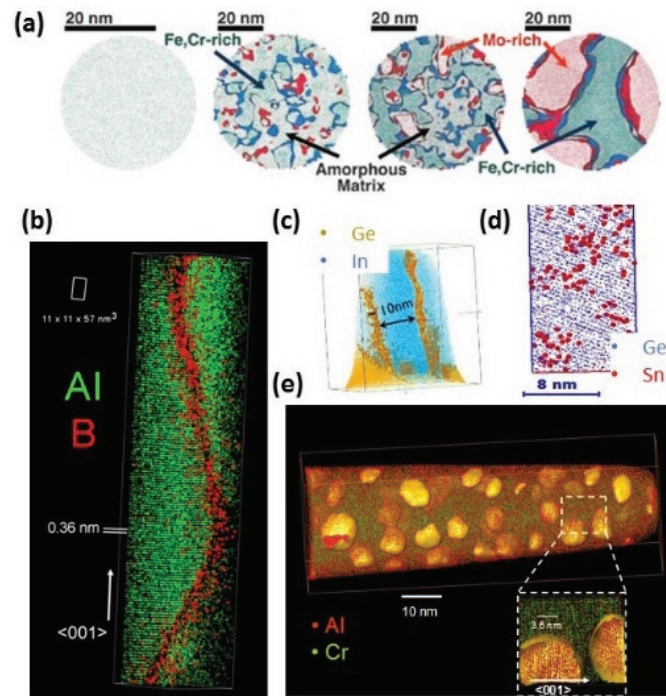 (a)
20 nm
20 nm
20 nm
20 nm
Fe,Cr-rich
Mo-rich
Amorphous
Matrix
Fe,Cr-rich
(b)
11 x 11 x 57 nm3
Al
B
0.36 nm
<001>
(c)
Ge
In
10nm
(d)
Ge
Sn
8 nm
(e)
10 nm
Al
Cr
3.6 nm
<001>